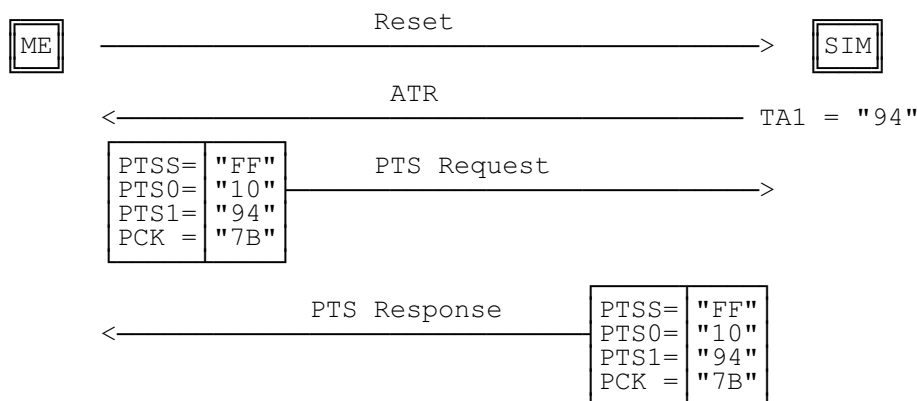 Reset
ME
SIM
ATR
TA1 = "94"
PTSS= "FF"
PTS Request
PTS0= "10"
PTS1= "94"
PCK = "7B"
PTS Response
PTSS= "FF"
PTS0= "10"
PTS1= "94"
PCK = "7B"